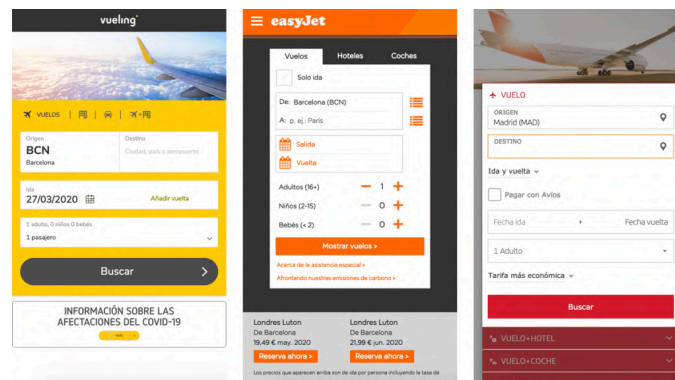 vueling
VUELOS
Origen
BCN
Barcelona
Destino
Ciudad, país o aeropuerto
Ida
27/03/2020
Añadir vuelta
1 adulto, 0 niños 0 bebés
1 pasajero
Buscar
INFORMACIÓN SOBRE LAS
AFECTACIONES DEL COVID-19
easyJet
Vuelos Hoteles Coches
Solo ida
De: Barcelona (BCN)
A: p. ej.: París
Salida
Vuelta
Adultos (16+) 1
Niños (2-15) 0
Bebés (< 2) 0
Mostrar vuelos »
Acerca de la asistencia especial »
Afrontando nuestras emisiones de carbono »
Londres Luton
De Barcelona
19,49 € may. 2020
Reserva ahora >
Londres Luton
De Barcelona
21,99 € jun. 2020
Reserva ahora >
Los precios que aparecen arriba son de ida por persona incluyendo la tasa de
VUELO
ORIGEN
Madrid (MAD)
DESTINO
Ida y vuelta
Pagar con Avios
Fecha ida
Fecha vuelta
1 Adulto
Tarifa más económica
Buscar
VUELO+HOTEL
VUELO+COCHE